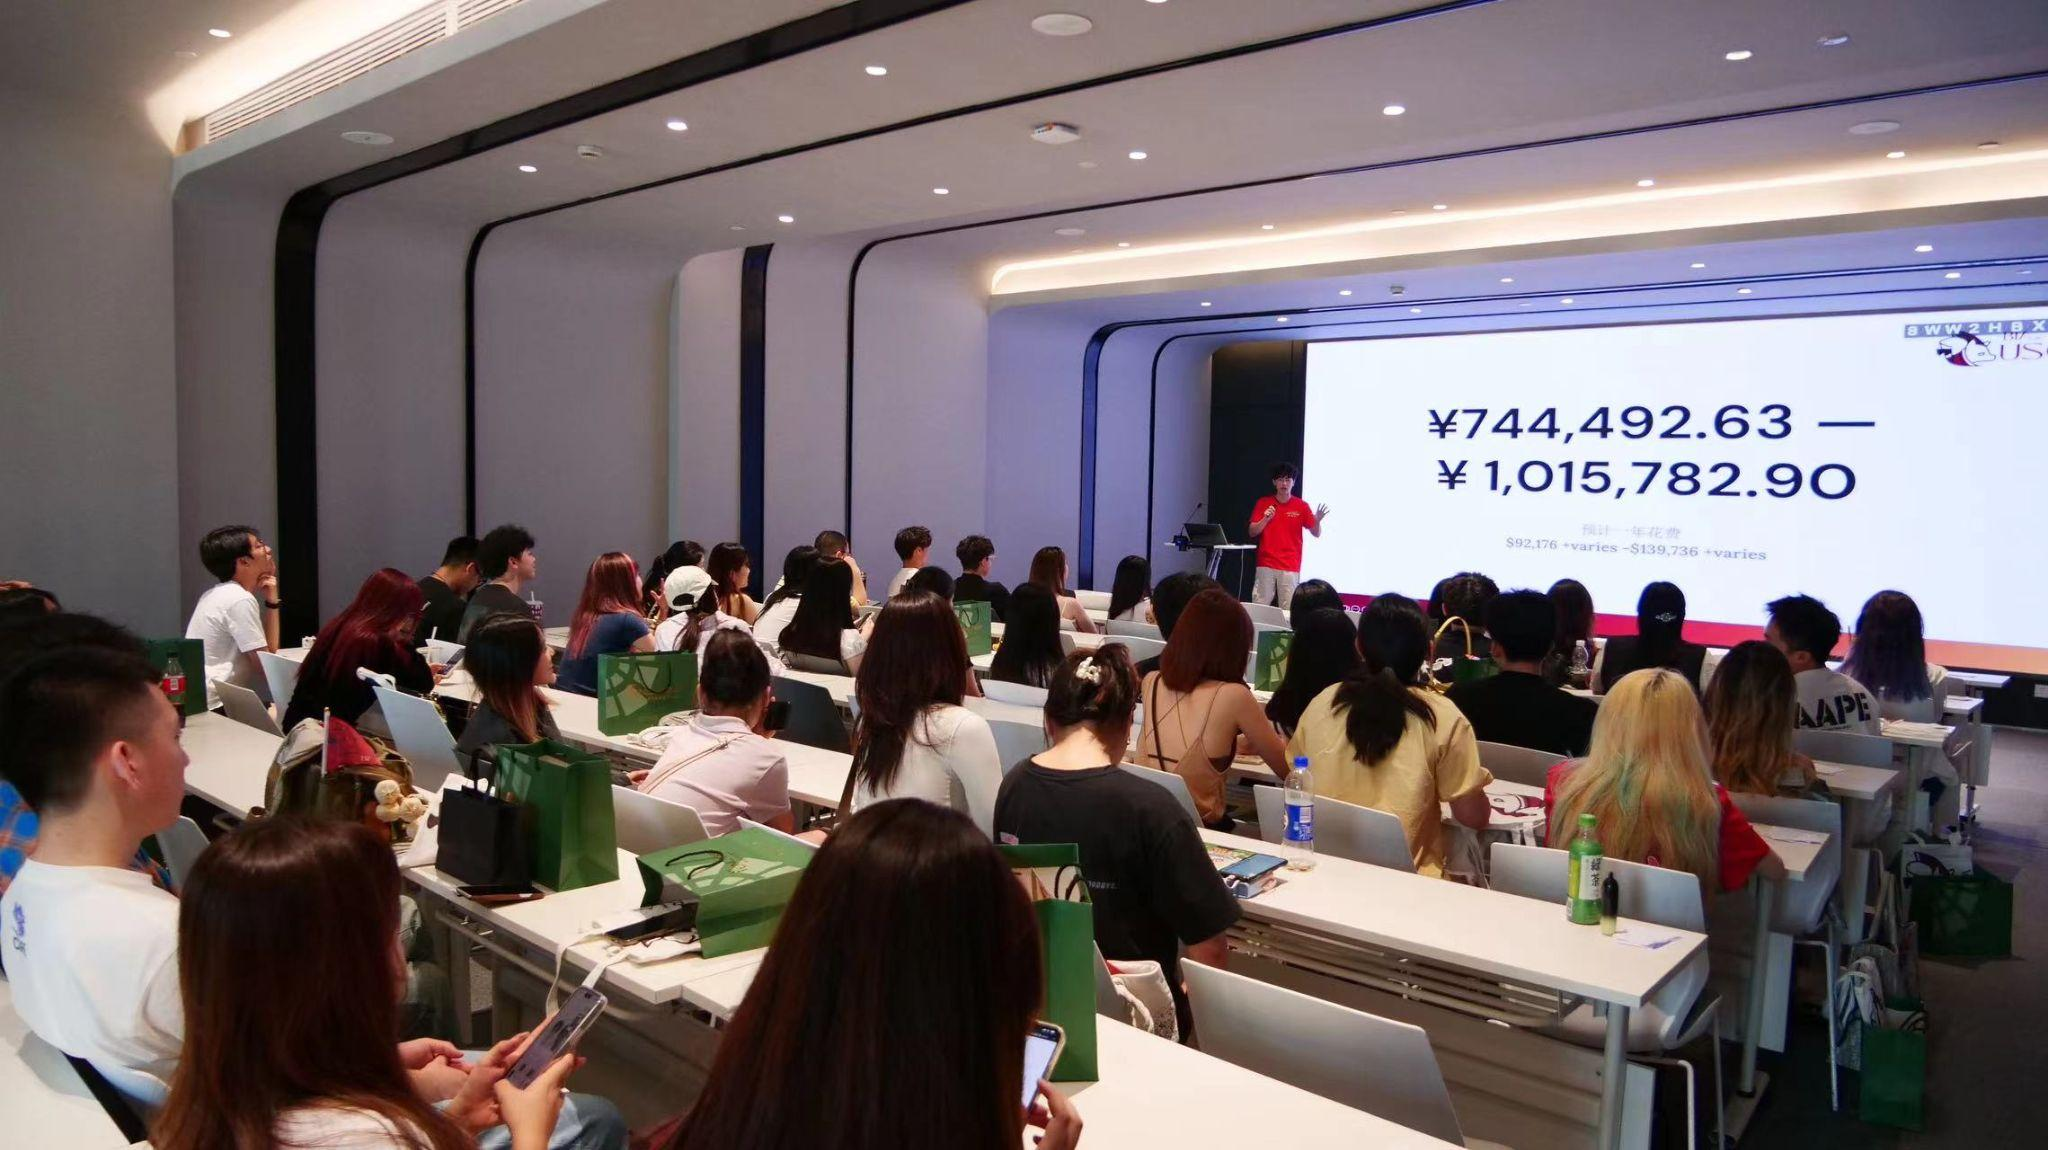 8WW2HBX
USC
¥744,492.63 —
¥ 1,015,782.90
预计一年花费
$92,176 +varies –$139,736 +varies
AAPE
绿茶